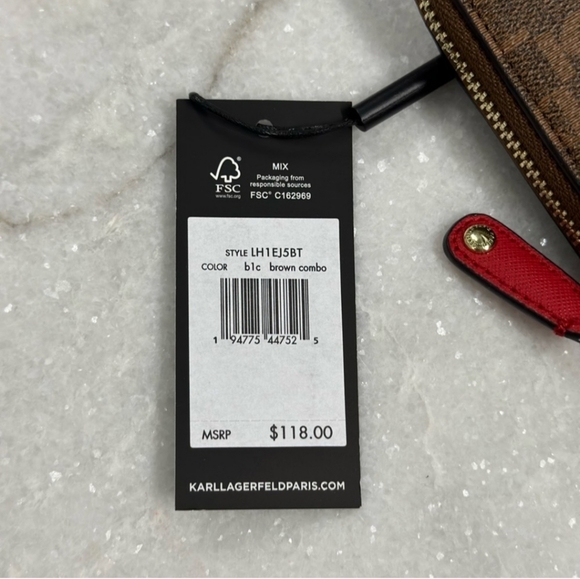 MIX
Packaging from
responsible sources
FSC® C162969
FSC
www.fsc.org
STYLE LH1EJ5BT
COLOR b1c brown combo
1 94775 44752 5
MSRP $118.00
KARLLAGERFELDPARIS.COM